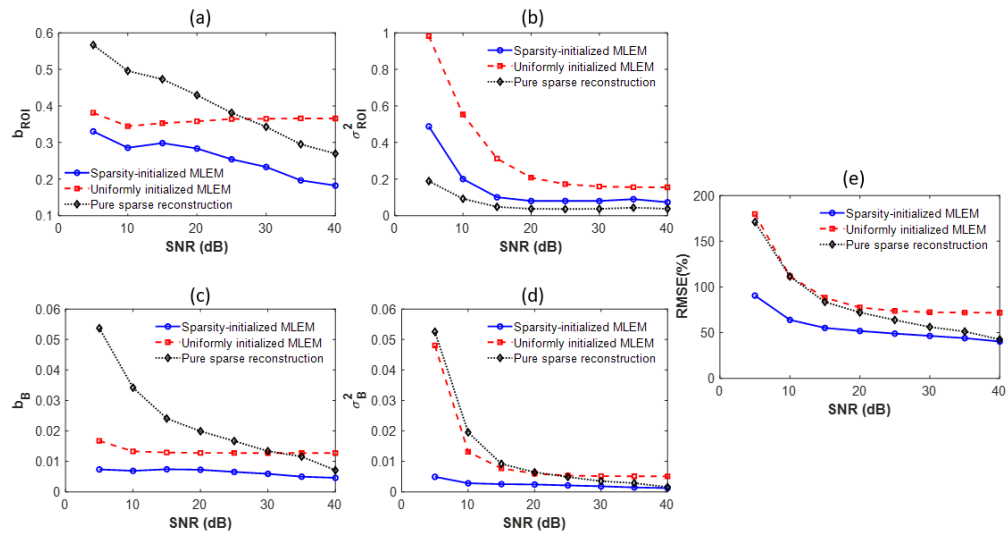 (a)
0.6
0.5
0.4
0.3
0.2
0.1
b_ROI
Sparsity-initialized MLEM
Uniformly initialized MLEM
Pure sparse reconstruction
10
20
30
40
SNR (dB)
(b)
1
0.8
0.6
0.4
0.2
0
σ²_ROI
Sparsity-initialized MLEM
Uniformly initialized MLEM
Pure sparse reconstruction
0
10
20
30
40
SNR (dB)
(c)
0.06
0.05
0.04
0.03
0.02
0.01
0
b_B
Sparsity-initialized MLEM
Uniformly initialized MLEM
Pure sparse reconstruction
0
10
20
30
40
SNR (dB)
(d)
0.06
0.05
0.04
0.03
0.02
0.01
0
σ²_B
Sparsity-initialized MLEM
Uniformly initialized MLEM
Pure sparse reconstruction
0
10
20
30
40
SNR (dB)
(e)
200
150
100
50
0
RMSE(%)
Sparsity-initialized MLEM
Uniformly initialized MLEM
Pure sparse reconstruction
0
10
20
30
40
SNR (dB)